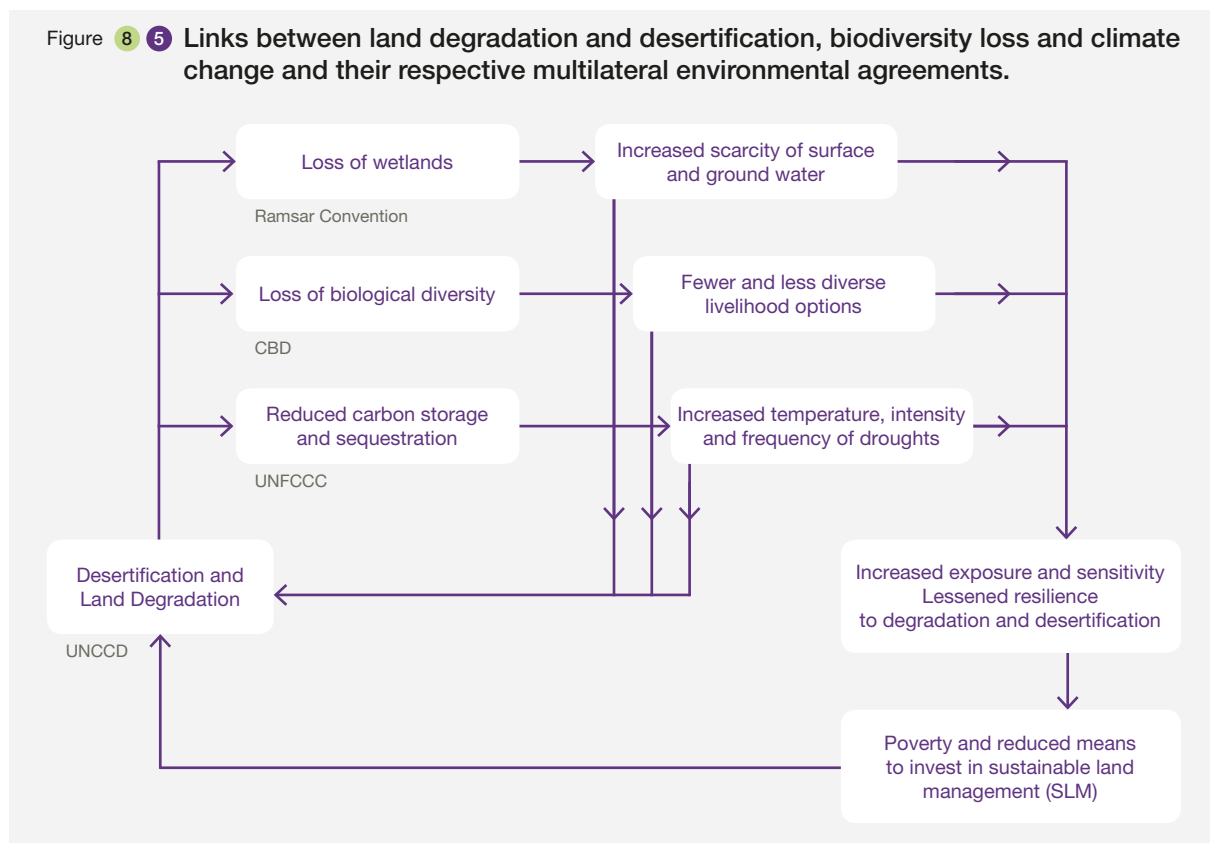 Figure 8 5 Links between land degradation and desertification, biodiversity loss and climate
change and their respective multilateral environmental agreements.
Loss of wetlands
Ramsar Convention
Increased scarcity of surface
and ground water
Loss of biological diversity
CBD
Fewer and less diverse
livelihood options
Reduced carbon storage
and sequestration
UNFCCC
Increased temperature, intensity
and frequency of droughts
Desertification and
Land Degradation
UNCCD
Increased exposure and sensitivity
Lessened resilience
to degradation and desertification
Poverty and reduced means
to invest in sustainable land
management (SLM)